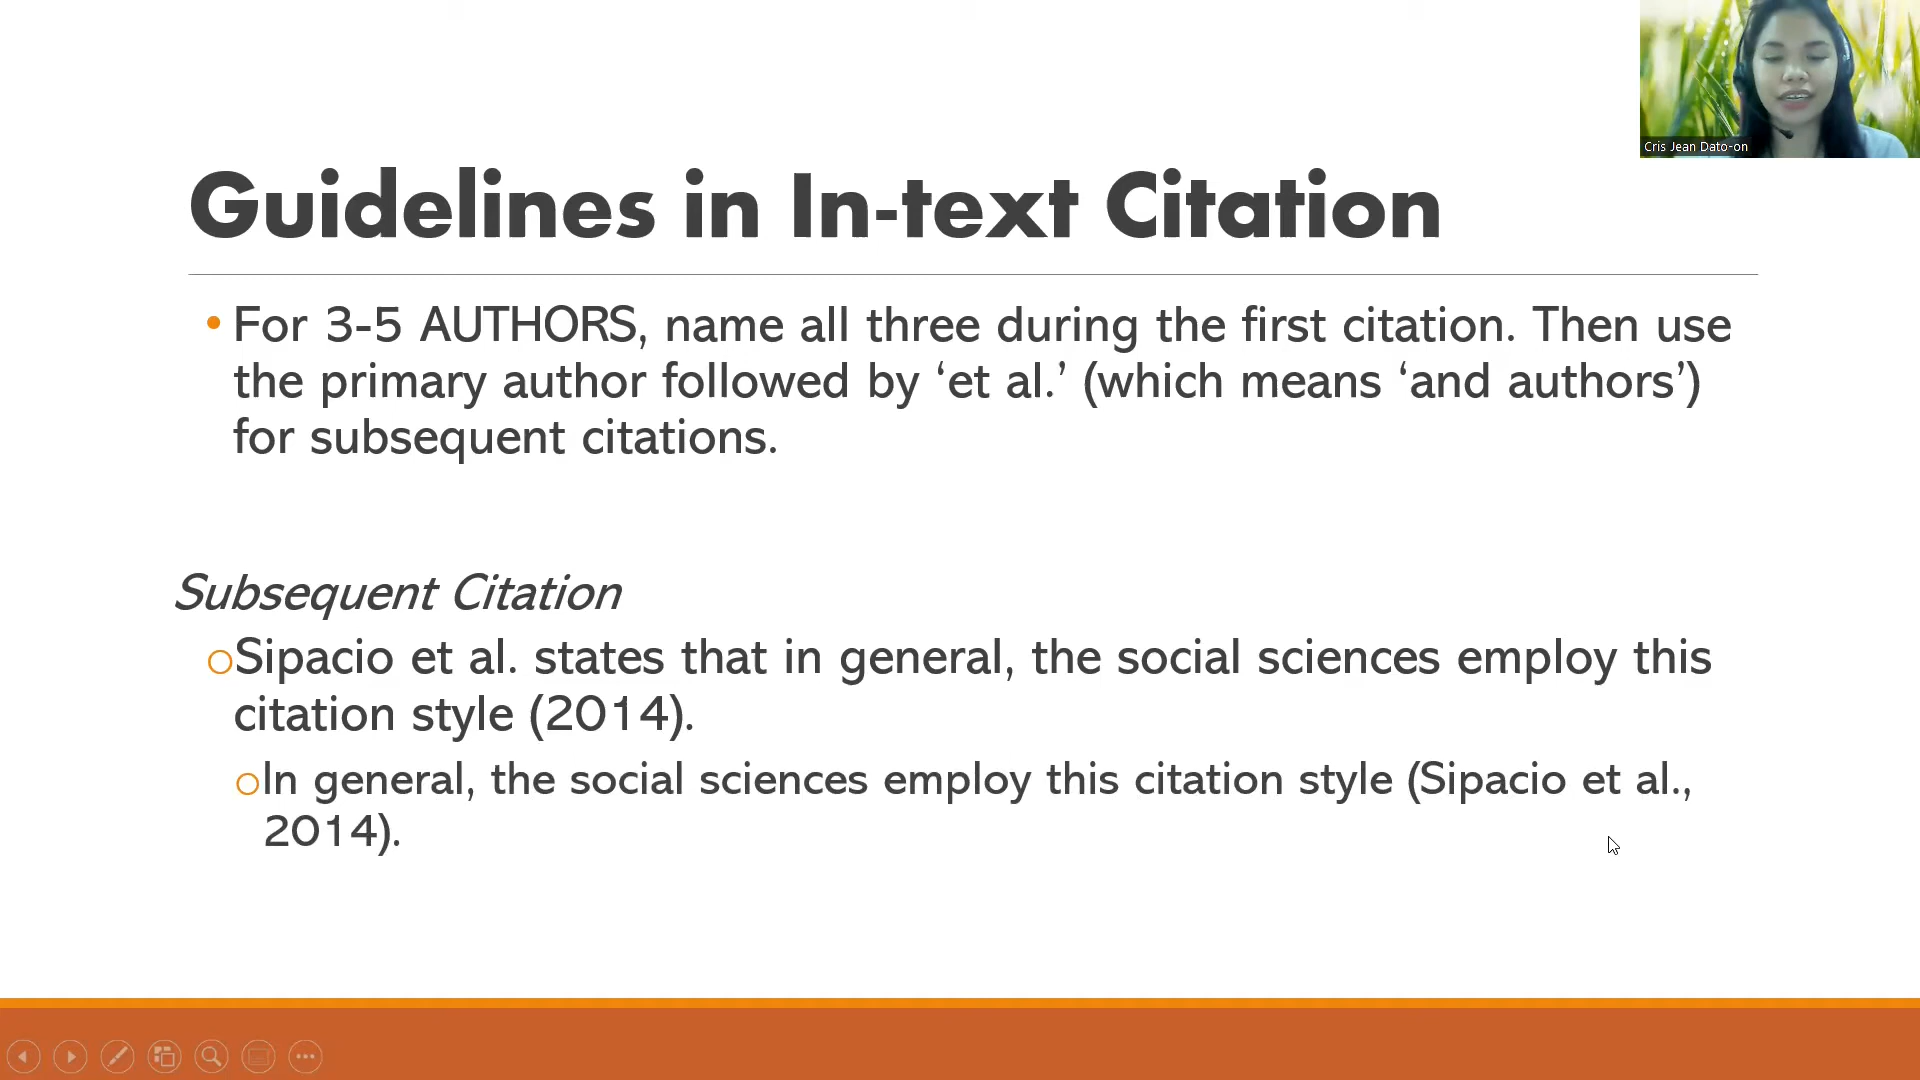 Cris Jean Dato-on
Guidelines in In-text Citation
• For 3-5 AUTHORS, name all three during the first citation. Then use
the primary author followed by ‘et al.’ (which means ‘and authors’)
for subsequent citations.
Subsequent Citation
oSipacio et al. states that in general, the social sciences employ this
citation style (2014).
oIn general, the social sciences employ this citation style (Sipacio et al.,
2014).